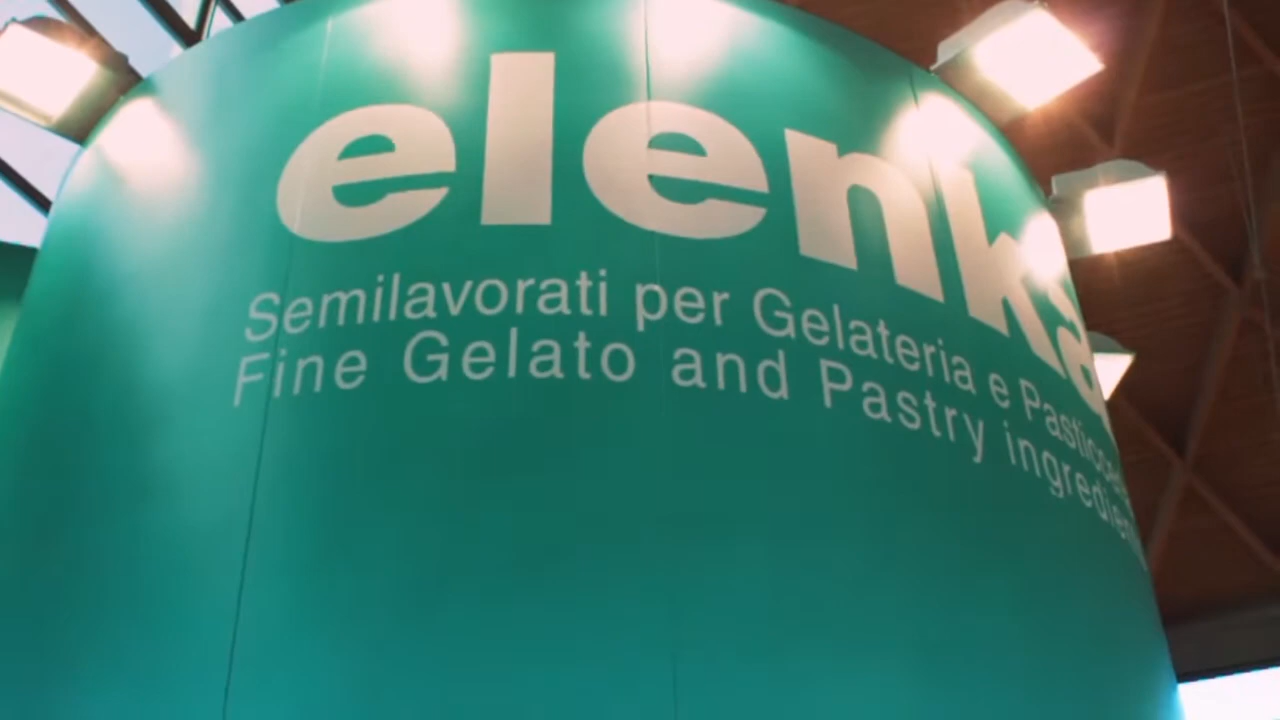 elenka
Semilavorati per Gelateria e
Fine Gelato and Pastry